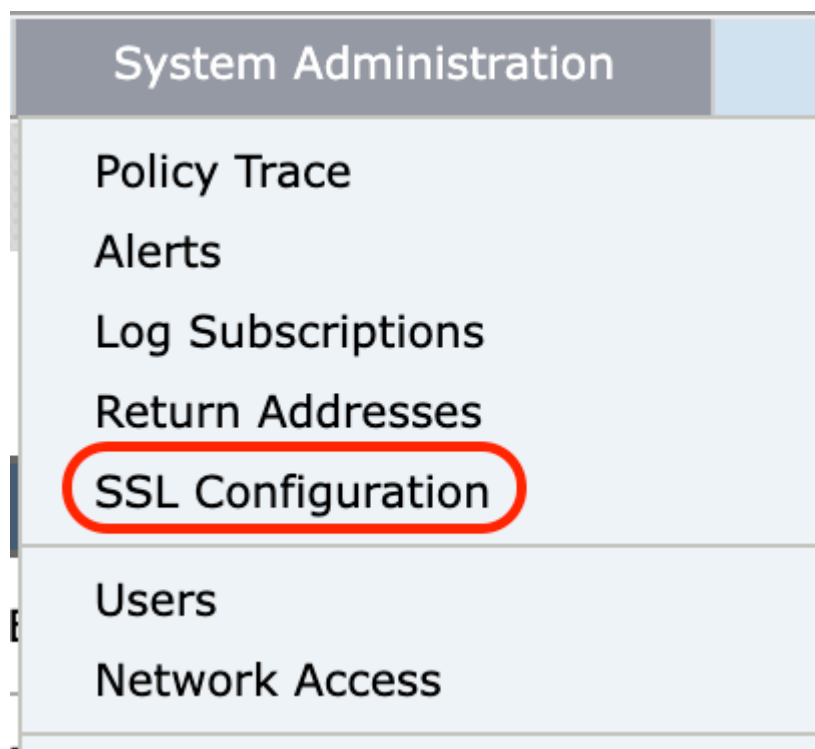 System Administration
Policy Trace
Alerts
Log Subscriptions
Return Addresses
SSL Configuration
Users
Network Access